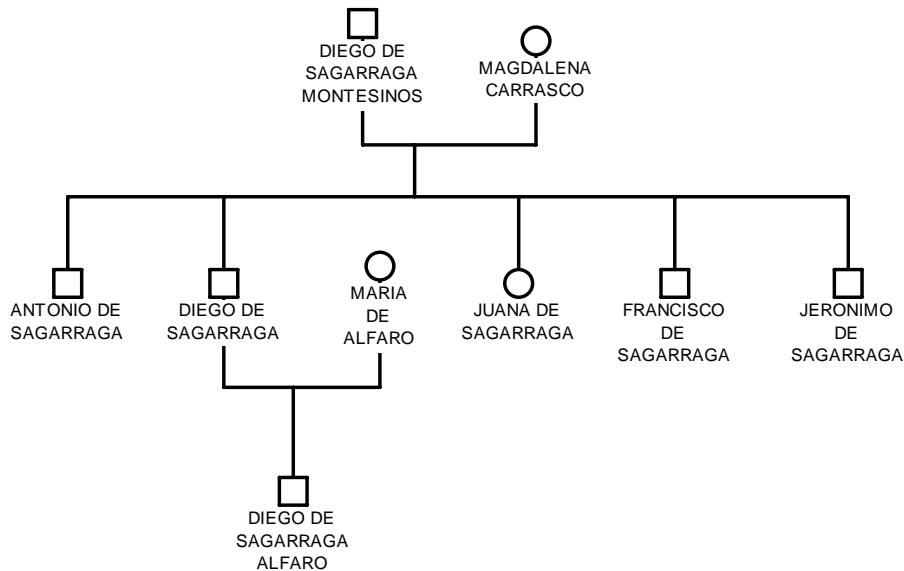 DIEGO DE
SAGARRAGA
MONTESINOS
MAGDALENA
CARRASCO
ANTONIO DE
SAGARRAGA
DIEGO DE
SAGARRAGA
MARIA
DE
ALFARO
JUANA DE
SAGARRAGA
FRANCISCO
DE
SAGARRAGA
JERONIMO
DE
SAGARRAGA
DIEGO DE
SAGARRAGA
ALFARO